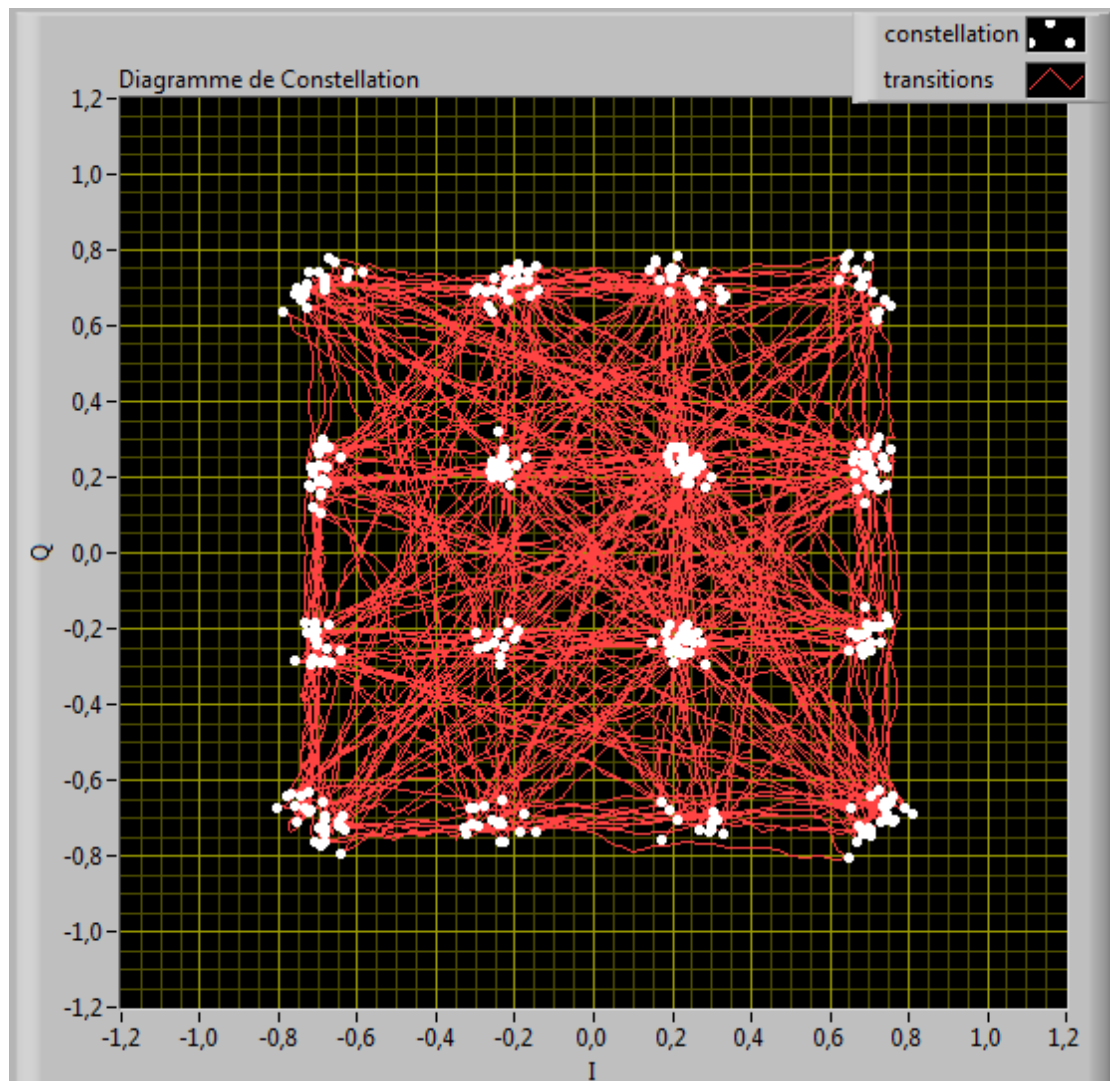 constellation
transitions
Diagramme de Constellation
1,2
1,0
0,8
0,6
0,4
0,2
0,0
-0,2
-0,4
-0,6
-0,8
-1,0
-1,2
Q
-1,2 -1,0 -0,8 -0,6 -0,4 -0,2 0,0 0,2 0,4 0,6 0,8 1,0 1,2
I